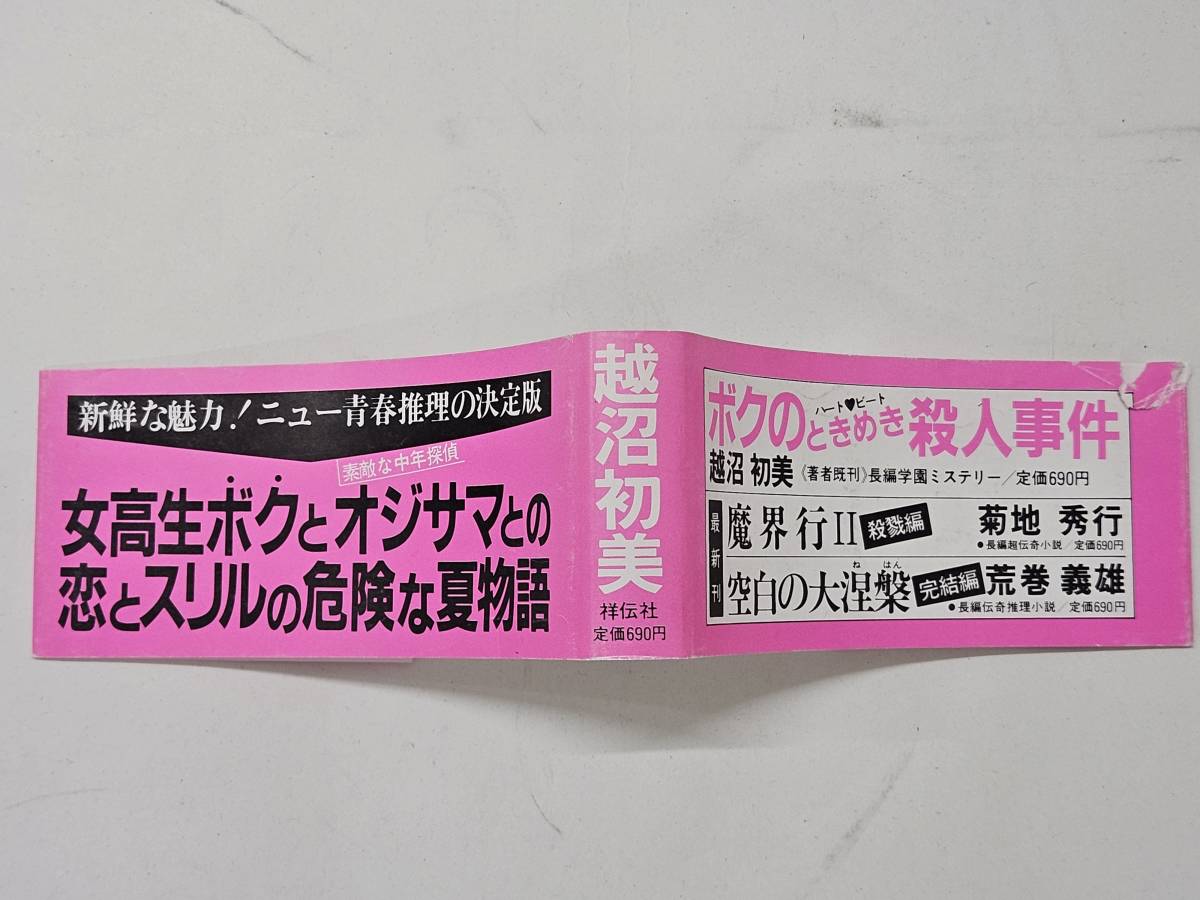 新鮮な魅力！ニュー青春推理の決定版
素敵な中年探偵
女高生ボクとオジサマとの
恋とスリルの危険な夏物語
越沼初美
祥伝社
定価690円
ハート♥ビート
ボクのときめき殺人事件
越沼 初美《著者既刊》長編学園ミステリー／定価690円
最新刊
魔界行II 殺戮編 菊地 秀行
●長編超伝奇小説／定価690円
ねはん
空白の大涅槃 完結編 荒巻 義雄
●長編伝奇推理小説／定価690円